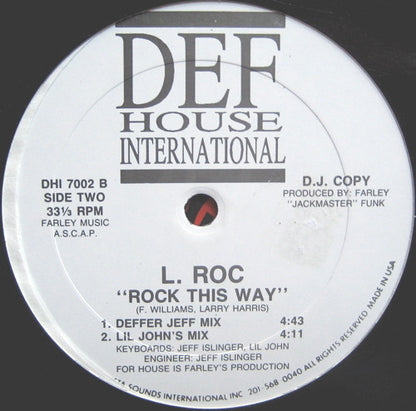 DEF
HOUSE
INTERNATIONAL
DHI 7002 B
SIDE TWO
33⅓ RPM
FARLEY MUSIC
A.S.C.A.P.
D.J. COPY
PRODUCED BY: FARLEY
"JACKMASTER" FUNK
L. ROC
"ROCK THIS WAY"
(F. WILLIAMS, LARRY HARRIS)
1. DEFFER JEFF MIX 4:43
2. LIL JOHN'S MIX 4:11
KEYBOARDS: JEFF ISLINGER, LIL JOHN
ENGINEER: JEFF ISLINGER
FOR HOUSE IS FARLEY'S PRODUCTION
SOUNDS INTERNATIONAL INC 201-568 0040 ALL RIGHTS RESERVED MADE IN USA